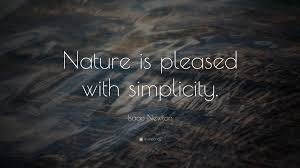 Nature is pleased
with simplicity.
Isaac Newton